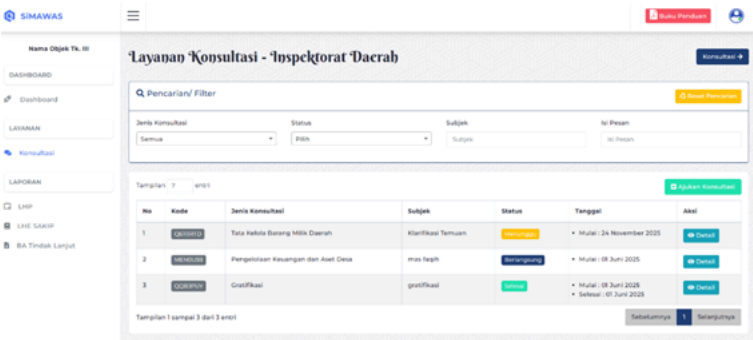 SiMAWAS
Buku Panduan
Nama Objek Tk. III
DASHBOARD
Dashboard
LAYANAN
Konsultasi
LAPORAN
LHP
LHE SAKIP
BA Tindak Lanjut
Layanan Konsultasi - Inspektorat Daerah
Konsultasi
Pencarian/ Filter
Reset Pencarian
Jenis Konsultasi Status Subjek Isi Pesan
Semua Pilih Subjek Isi Pesan
Tampilan 7 entri
Ajukan Konsultasi
No Kode Jenis Konsultasi Subjek Status Tanggal Aksi
1 Tata Kelola Barang Milik Daerah Klarifikasi Temuan Menunggu... • Mulai : 24 November 2025 Detail
2 Pengelolaan Keuangan dan Aset Desa mas faqih Berlangsung • Mulai : 01 Juni 2025 Detail
3 Gratifikasi gratifikasi Selesai • Mulai : 01 Juni 2025 Detail
• Selesai : 01 Juni 2025
Tampilan 1 sampai 3 dari 3 entri
Sebelumnya 1 Selanjutnya